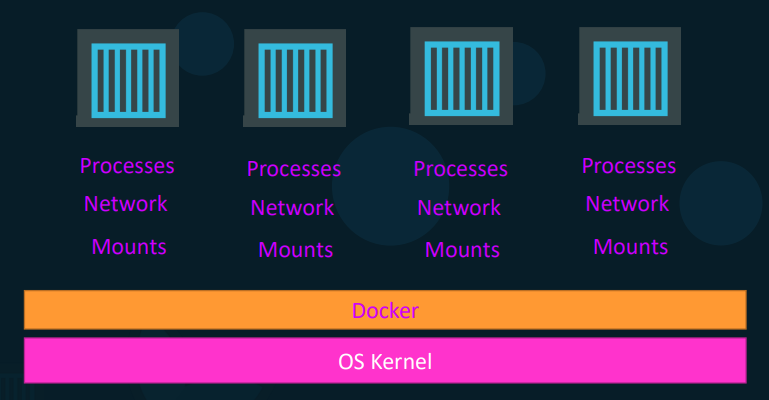 Processes
Network
Mounts
Processes
Network
Mounts
Processes
Network
Mounts
Processes
Network
Mounts
Docker
OS Kernel